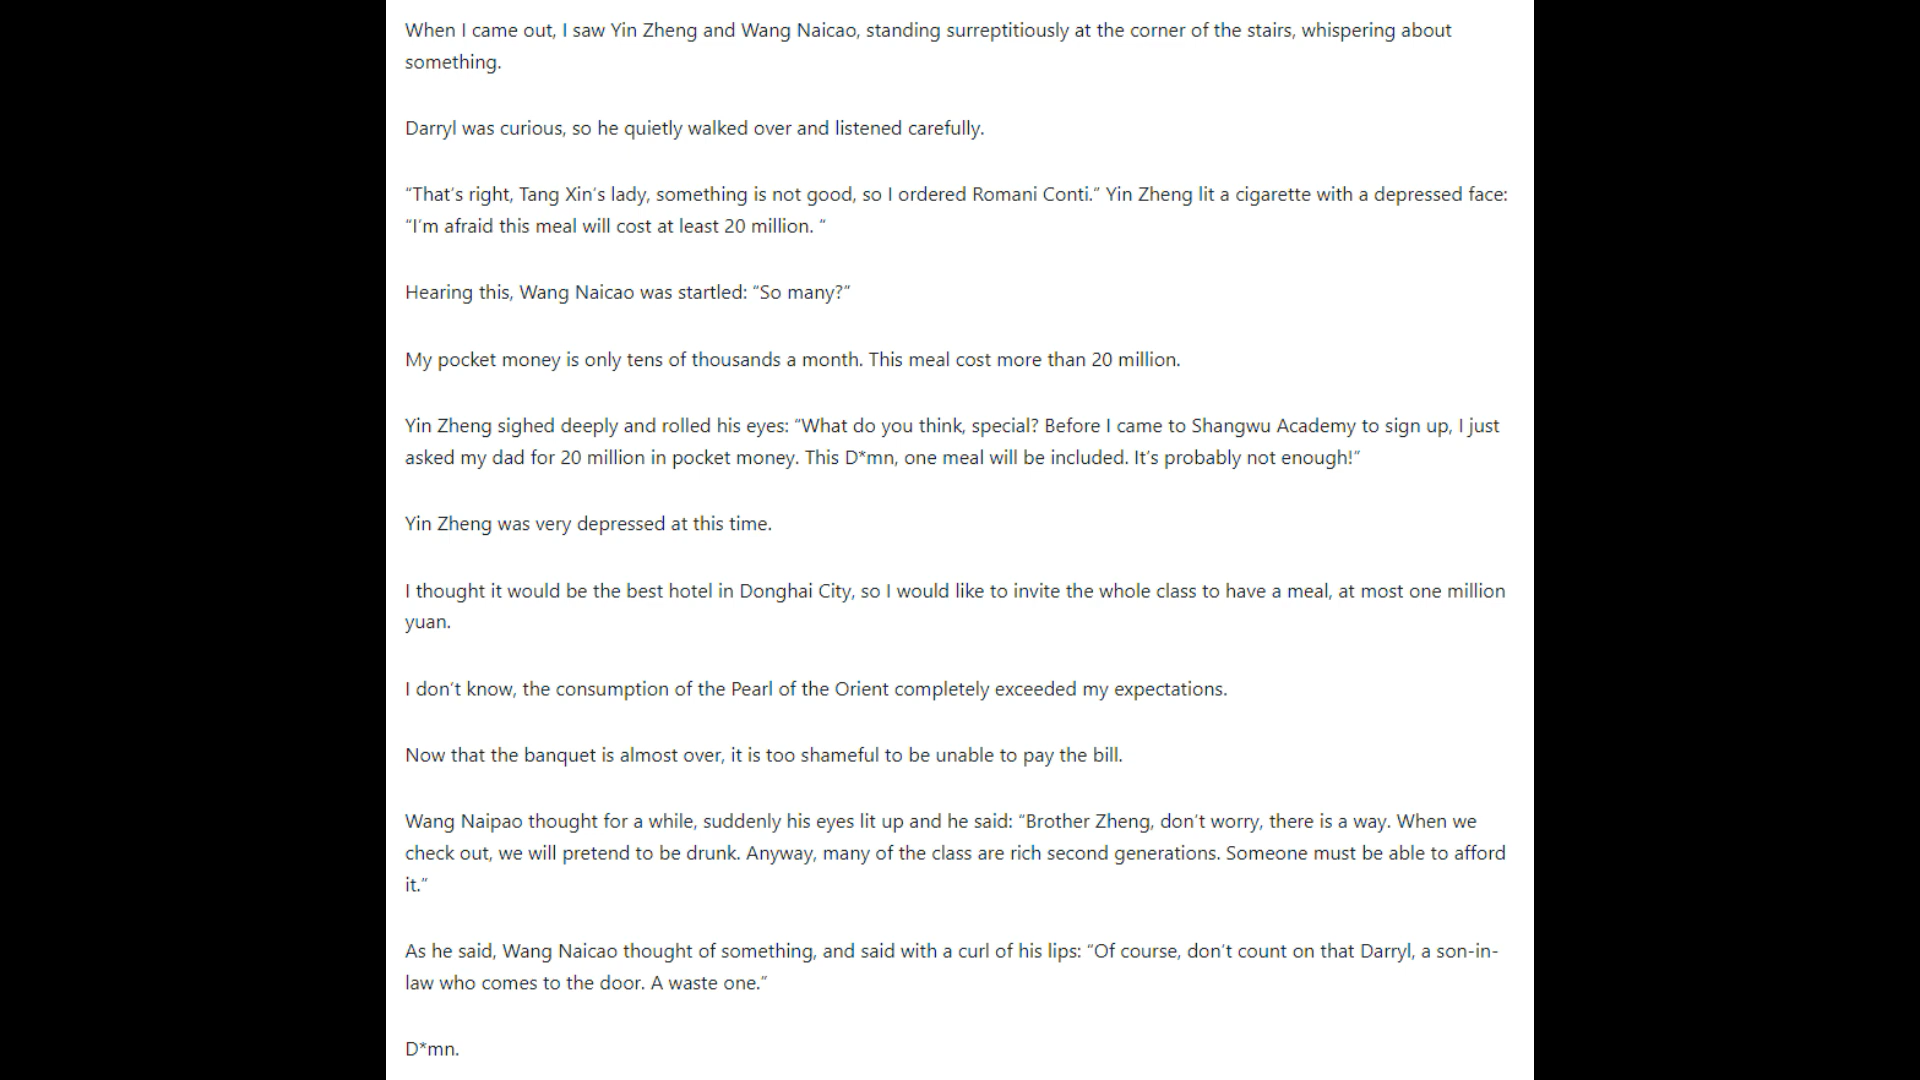 When I came out, I saw Yin Zheng and Wang Naicao, standing surreptitiously at the corner of the stairs, whispering about
something.
Darryl was curious, so he quietly walked over and listened carefully.
“That’s right, Tang Xin’s lady, something is not good, so I ordered Romani Conti.” Yin Zheng lit a cigarette with a depressed face:
“I’m afraid this meal will cost at least 20 million. “
Hearing this, Wang Naicao was startled: “So many?”
My pocket money is only tens of thousands a month. This meal cost more than 20 million.
Yin Zheng sighed deeply and rolled his eyes: “What do you think, special? Before I came to Shangwu Academy to sign up, I just
asked my dad for 20 million in pocket money. This D*mn, one meal will be included. It’s probably not enough!”
Yin Zheng was very depressed at this time.
I thought it would be the best hotel in Donghai City, so I would like to invite the whole class to have a meal, at most one million
yuan.
I don’t know, the consumption of the Pearl of the Orient completely exceeded my expectations.
Now that the banquet is almost over, it is too shameful to be unable to pay the bill.
Wang Naipao thought for a while, suddenly his eyes lit up and he said: “Brother Zheng, don’t worry, there is a way. When we
check out, we will pretend to be drunk. Anyway, many of the class are rich second generations. Someone must be able to afford
it.”
As he said, Wang Naicao thought of something, and said with a curl of his lips: “Of course, don’t count on that Darryl, a son-in-
law who comes to the door. A waste one.”
D*mn.